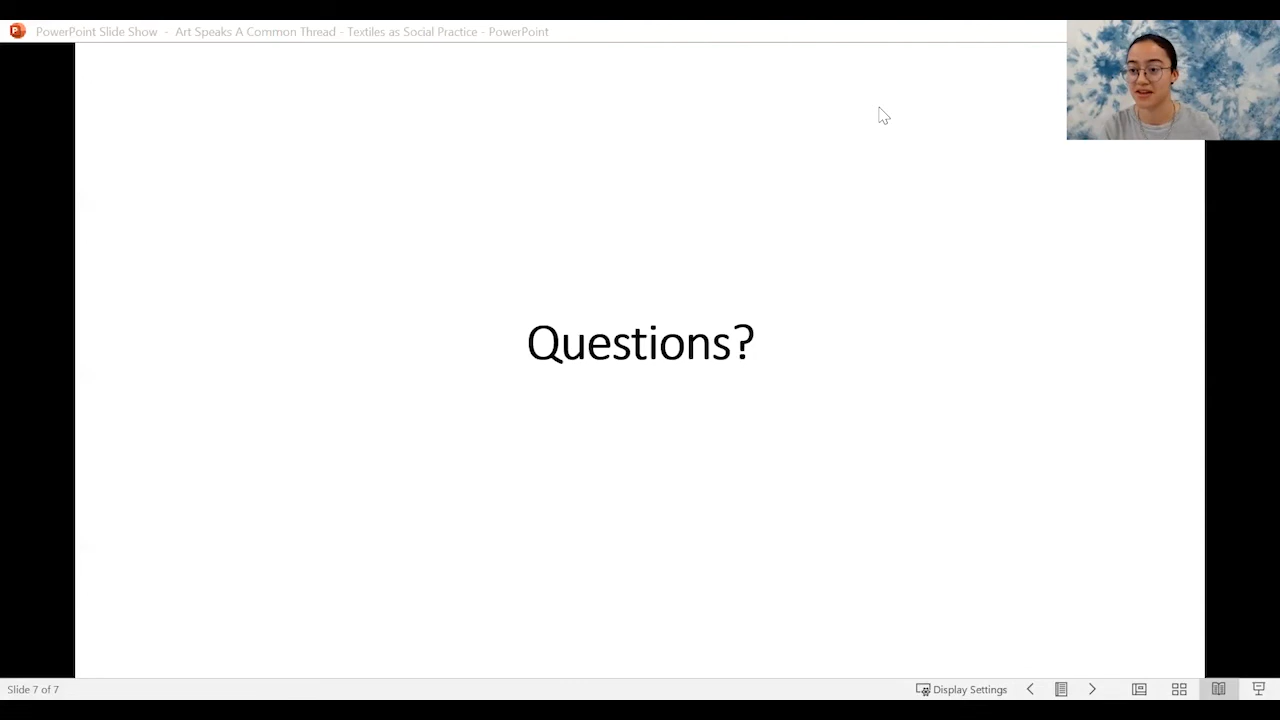 PowerPoint Slide Show - Art Speaks A Common Thread - Textiles as Social Practice - PowerPoint
Questions?
Slide 7 of 7
Display Settings